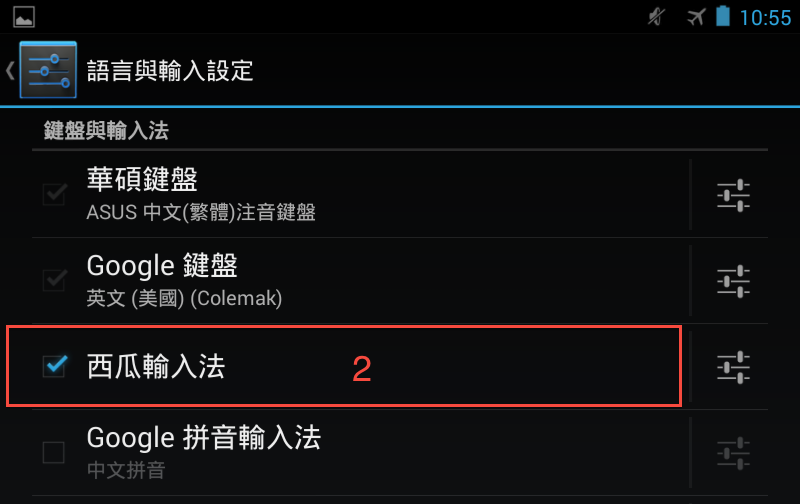 10:55
語言與輸入設定
鍵盤與輸入法
華碩鍵盤
ASUS 中文(繁體)注音鍵盤
Google 鍵盤
英文 (美國) (Colemak)
西瓜輸入法
2
Google 拼音輸入法
中文拼音